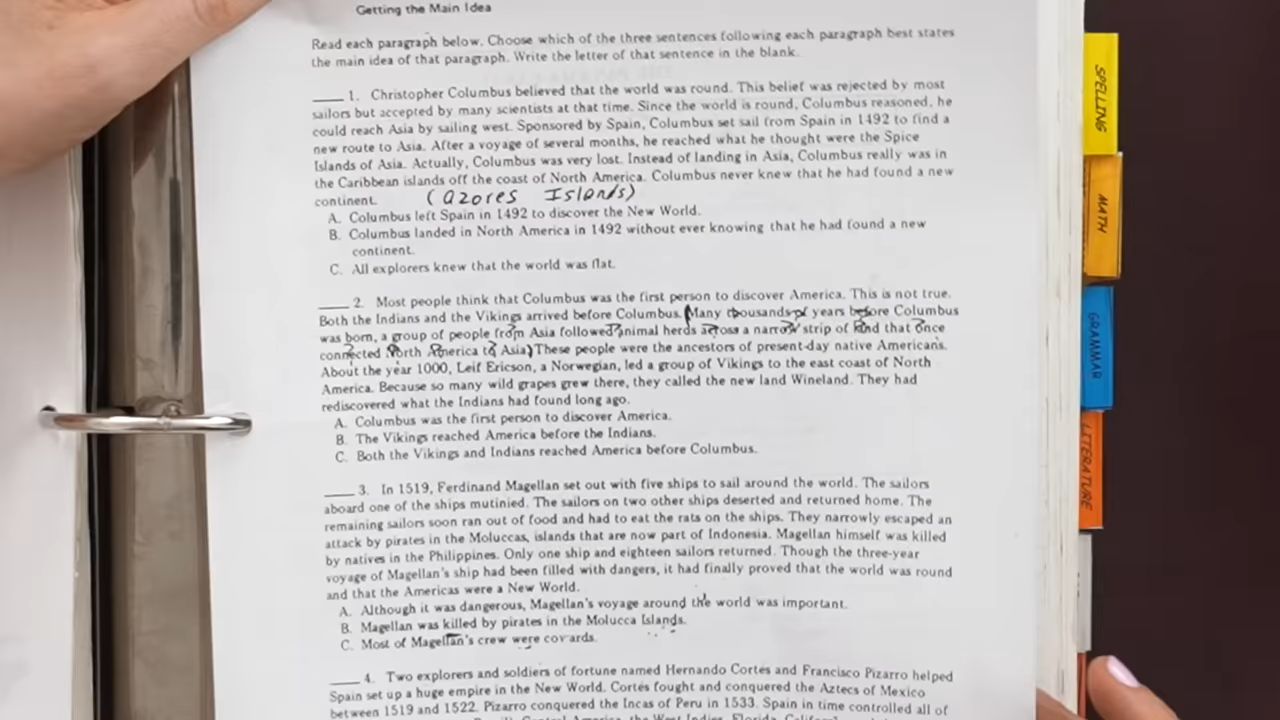 Getting the Main Idea
Read each paragraph below. Choose which of the three sentences following each paragraph best states
the main idea of that paragraph. Write the letter of that sentence in the blank.
____ 1. Christopher Columbus believed that the world was round. This belief was rejected by most
sailors but accepted by many scientists at that time. Since the world is round, Columbus reasoned, he
could reach Asia by sailing west. Sponsored by Spain, Columbus set sail from Spain in 1492 to find a
new route to Asia. After a voyage of several months, he reached what he thought were the Spice
Islands of Asia. Actually, Columbus was very lost. Instead of landing in Asia, Columbus really was in
the Caribbean islands off the coast of North America. Columbus never knew that he had found a new
continent. (azores Islands)
A. Columbus left Spain in 1492 to discover the New World.
B. Columbus landed in North America in 1492 without ever knowing that he had found a new
continent.
C. All explorers knew that the world was flat.
____ 2. Most people think that Columbus was the first person to discover America. This is not true.
Both the Indians and the Vikings arrived before Columbus. (Many thousands of years before Columbus
was born, a group of people from Asia followed animal herds across a narrow strip of land that once
connected North America to Asia) These people were the ancestors of present-day native Americans.
About the year 1000, Leif Ericson, a Norwegian, led a group of Vikings to the east coast of North
America. Because so many wild grapes grew there, they called the new land Wineland. They had
rediscovered what the Indians had found long ago.
A. Columbus was the first person to discover America.
B. The Vikings reached America before the Indians.
C. Both the Vikings and Indians reached America before Columbus.
____ 3. In 1519, Ferdinand Magellan set out with five ships to sail around the world. The sailors
aboard one of the ships mutinied. The sailors on two other ships deserted and returned home. The
remaining sailors soon ran out of food and had to eat the rats on the ships. They narrowly escaped an
attack by pirates in the Moluccas, islands that are now part of Indonesia. Magellan himself was killed
by natives in the Philippines. Only one ship and eighteen sailors returned. Though the three-year
voyage of Magellan's ship had been filled with dangers, it had finally proved that the world was round
and that the Americas were a New World.
A. Although it was dangerous, Magellan's voyage around the world was important.
B. Magellan was killed by pirates in the Molucca Islands.
C. Most of Magellan's crew were cowards.
____ 4. Two explorers and soldiers of fortune named Hernando Cortes and Francisco Pizarro helped
Spain set up a huge empire in the New World. Cortes fought and conquered the Aztecs of Mexico
between 1519 and 1522. Pizarro conquered the Incas of Peru in 1533. Spain in time controlled all of
Central America, the West Indies, Florida,
SPELLING
MATH
GRAMMAR
LITERATURE